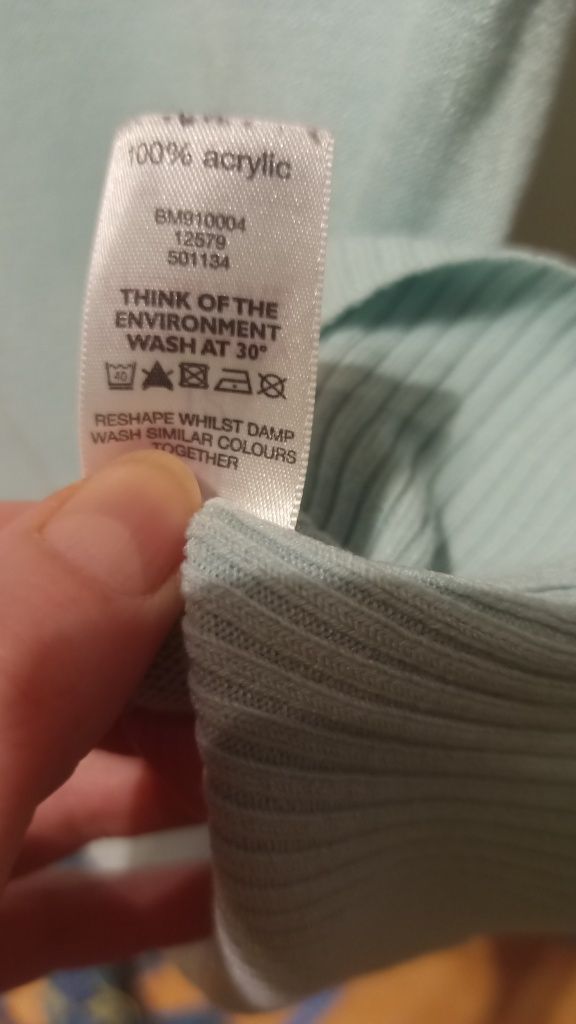 100% acrylic
BM910004
12579
501134
THINK OF THE
ENVIRONMENT
WASH AT 30°
40
RESHAPE WHILST DAMP
WASH SIMILAR COLOURS
TOGETHER